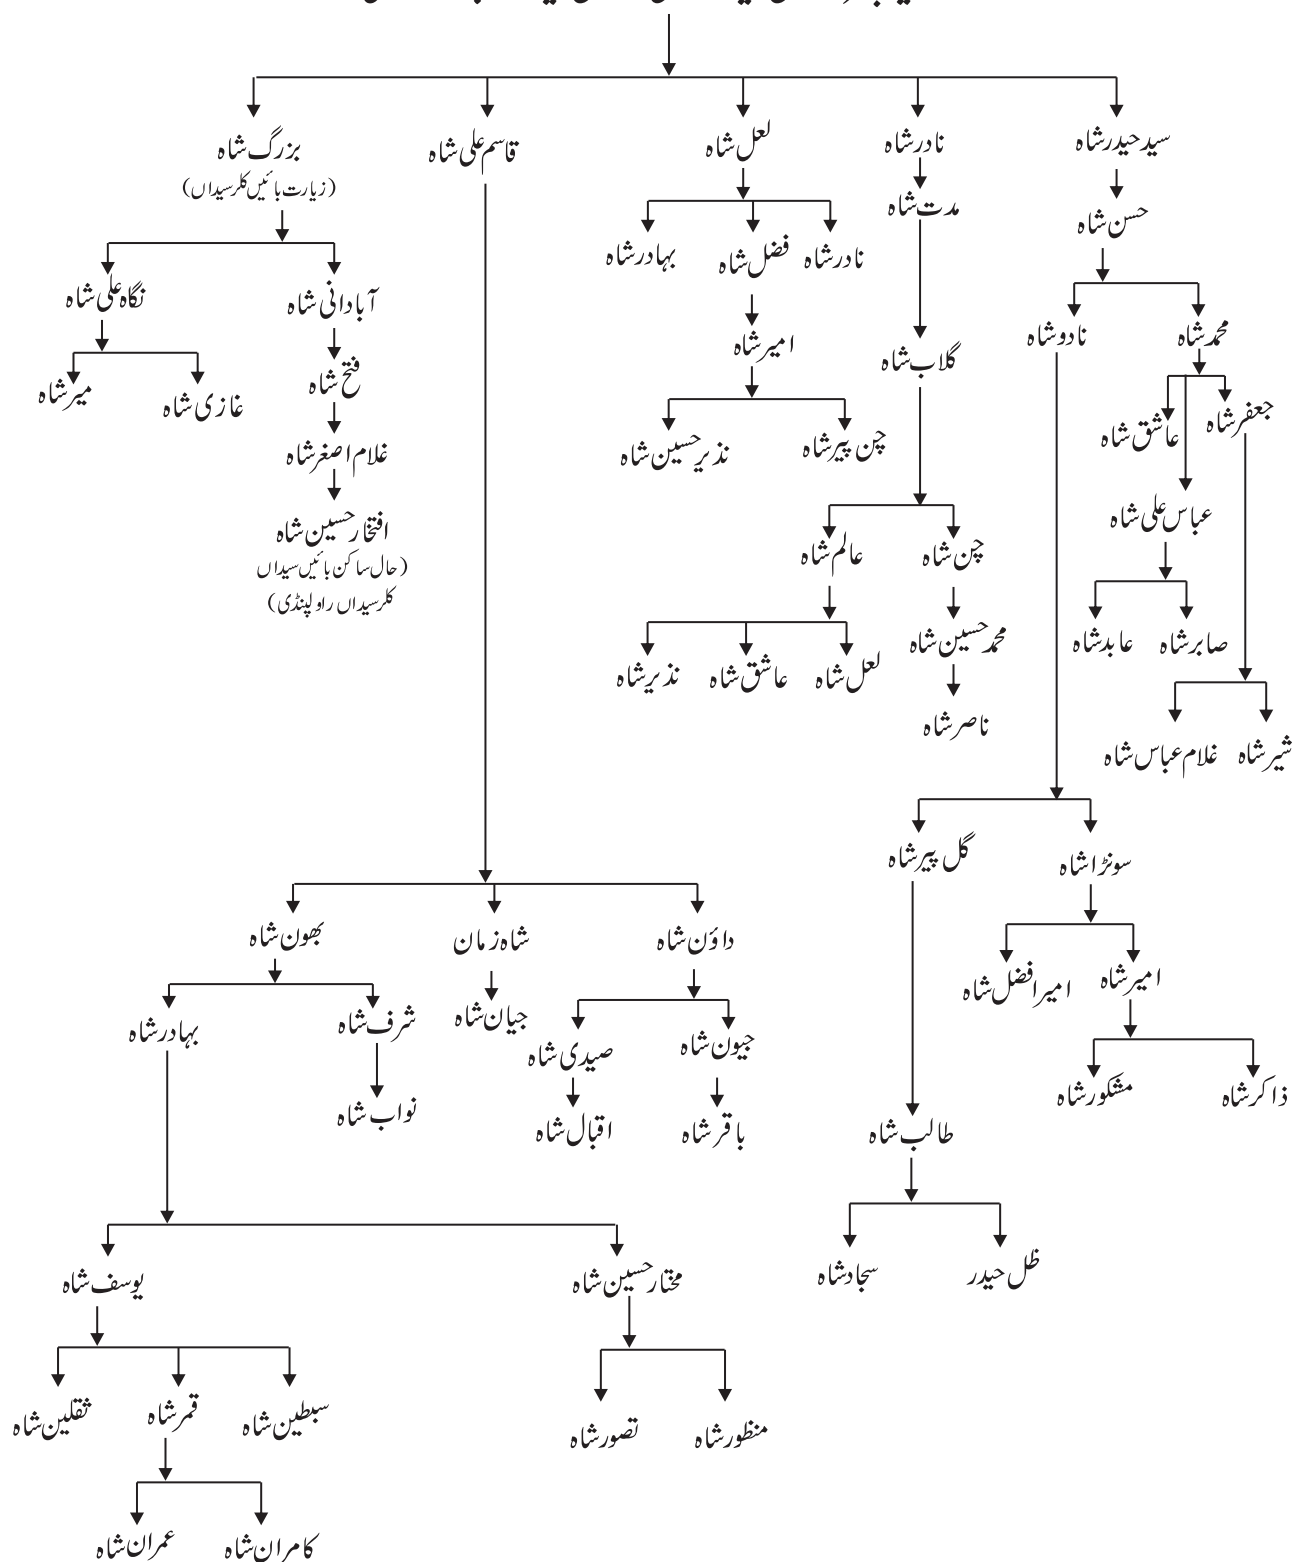 سید حیدر شاہ
نادر شاہ
لعل شاہ
قاسم علی شاہ
بزرگ شاہ
(زیارت بائیں کلرسیداں)
حسن شاہ
مدت شاہ
نادر شاہ
فضل شاہ
بہادر شاہ
آبادانی شاہ
نگاہ علی شاہ
محمد شاہ
نادو شاہ
گلاب شاہ
امیر شاہ
فتح شاہ
غازی شاہ
میر شاہ
جعفر شاہ
عاشق شاہ
چن پیر شاہ
نذیر حسین شاہ
غلام اصغر شاہ
عباس علی شاہ
چن شاہ
عالم شاہ
افتخار حسین شاہ
(حال ساکن بائیں سیداں
کلرسیداں راولپنڈی)
صابر شاہ
عابد شاہ
محمد حسین شاہ
لعل شاہ
عاشق شاہ
نذیر شاہ
ناصر شاہ
شیر شاہ
غلام عباس شاہ
سونڑا شاہ
گل پیر شاہ
داؤن شاہ
شاہ زمان
بھون شاہ
امیر شاہ
امیر افضل شاہ
جیون شاہ
صیدی شاہ
جیان شاہ
شرف شاہ
بہادر شاہ
ذاکر شاہ
مشکور شاہ
طالب شاہ
باقر شاہ
اقبال شاہ
نواب شاہ
ظل حیدر
سجاد شاہ
مختار حسین شاہ
یوسف شاہ
منظور شاہ
تصور شاہ
سبطین شاہ
قمر شاہ
ثقلین شاہ
کامران شاہ
عمران شاہ